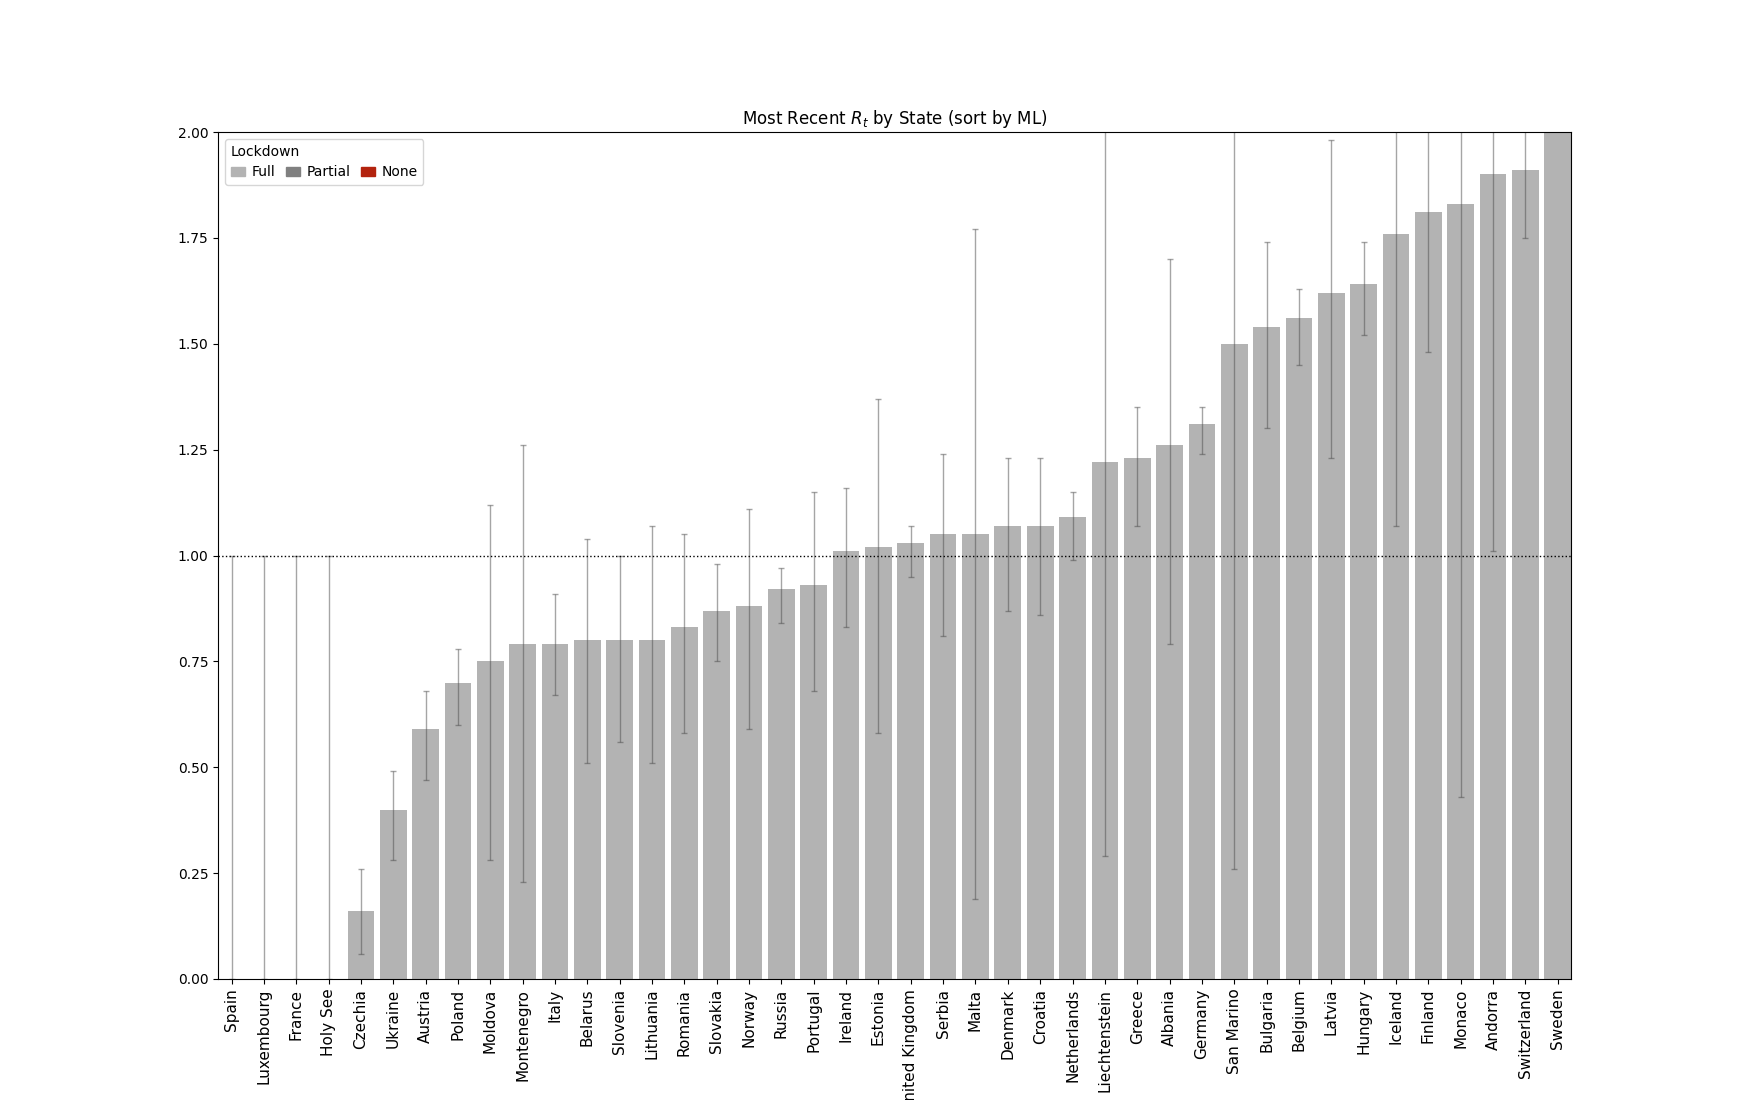 Most Recent Rt by State (sort by ML)
Lockdown
Full Partial None
2.00
1.75
1.50
1.25
1.00
0.75
0.50
0.25
0.00
Spain
Luxembourg
France
Holy See
Czechia
Ukraine
Austria
Poland
Moldova
Montenegro
Italy
Belarus
Slovenia
Lithuania
Romania
Slovakia
Norway
Russia
Portugal
Ireland
Estonia
nited Kingdom
Serbia
Malta
Denmark
Croatia
Netherlands
Liechtenstein
Greece
Albania
Germany
San Marino
Bulgaria
Belgium
Latvia
Hungary
Iceland
Finland
Monaco
Andorra
Switzerland
Sweden